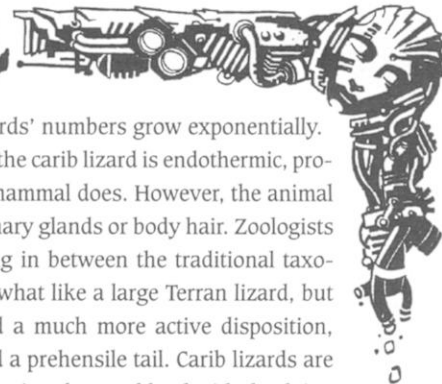 rds' numbers grow exponentially.
the carib lizard is endothermic, pro-
mammal does. However, the animal
nary glands or body hair. Zoologists
g in between the traditional taxo-
what like a large Terran lizard, but
d a much more active disposition,
d a prehensile tail. Carib lizards are